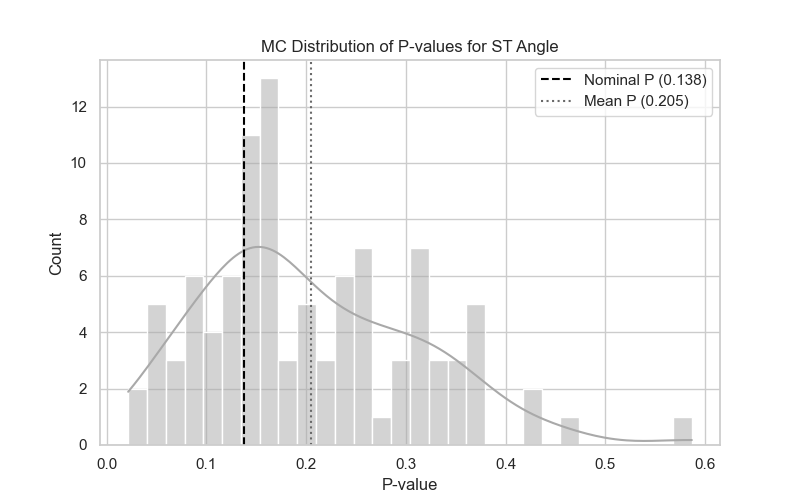 MC Distribution of P-values for ST Angle
Nominal P (0.138)
Mean P (0.205)
Count
12
10
8
6
4
2
0
0.0 0.1 0.2 0.3 0.4 0.5 0.6
P-value